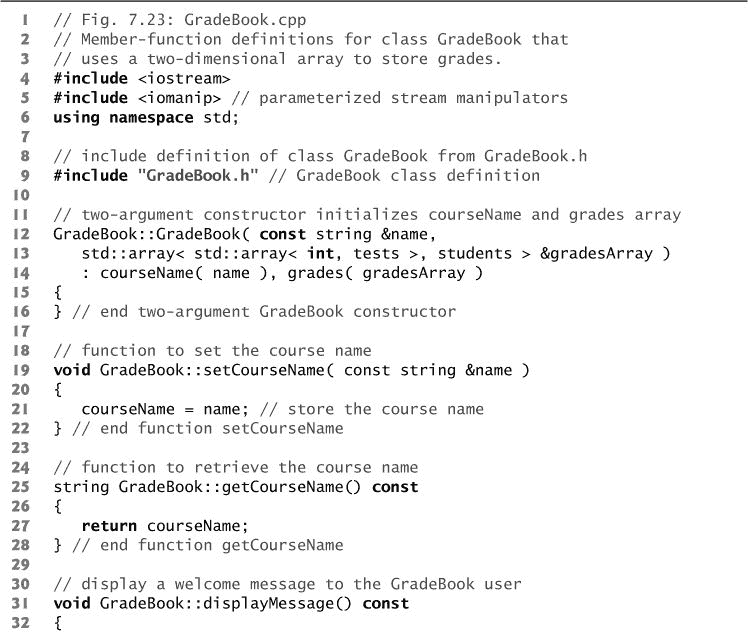 1 // Fig. 7.23: GradeBook.cpp
2 // Member-function definitions for class GradeBook that
3 // uses a two-dimensional array to store grades.
4 #include <iostream>
5 #include <iomanip> // parameterized stream manipulators
6 using namespace std;
7
8 // include definition of class GradeBook from GradeBook.h
9 #include "GradeBook.h" // GradeBook class definition
10
11 // two-argument constructor initializes courseName and grades array
12 GradeBook::GradeBook( const string &name,
13    std::array< std::array< int, tests >, students > &gradesArray )
14    : courseName( name ), grades( gradesArray )
15 {
16 } // end two-argument GradeBook constructor
17
18 // function to set the course name
19 void GradeBook::setCourseName( const string &name )
20 {
21    courseName = name; // store the course name
22 } // end function setCourseName
23
24 // function to retrieve the course name
25 string GradeBook::getCourseName() const
26 {
27    return courseName;
28 } // end function getCourseName
29
30 // display a welcome message to the GradeBook user
31 void GradeBook::displayMessage() const
32 {